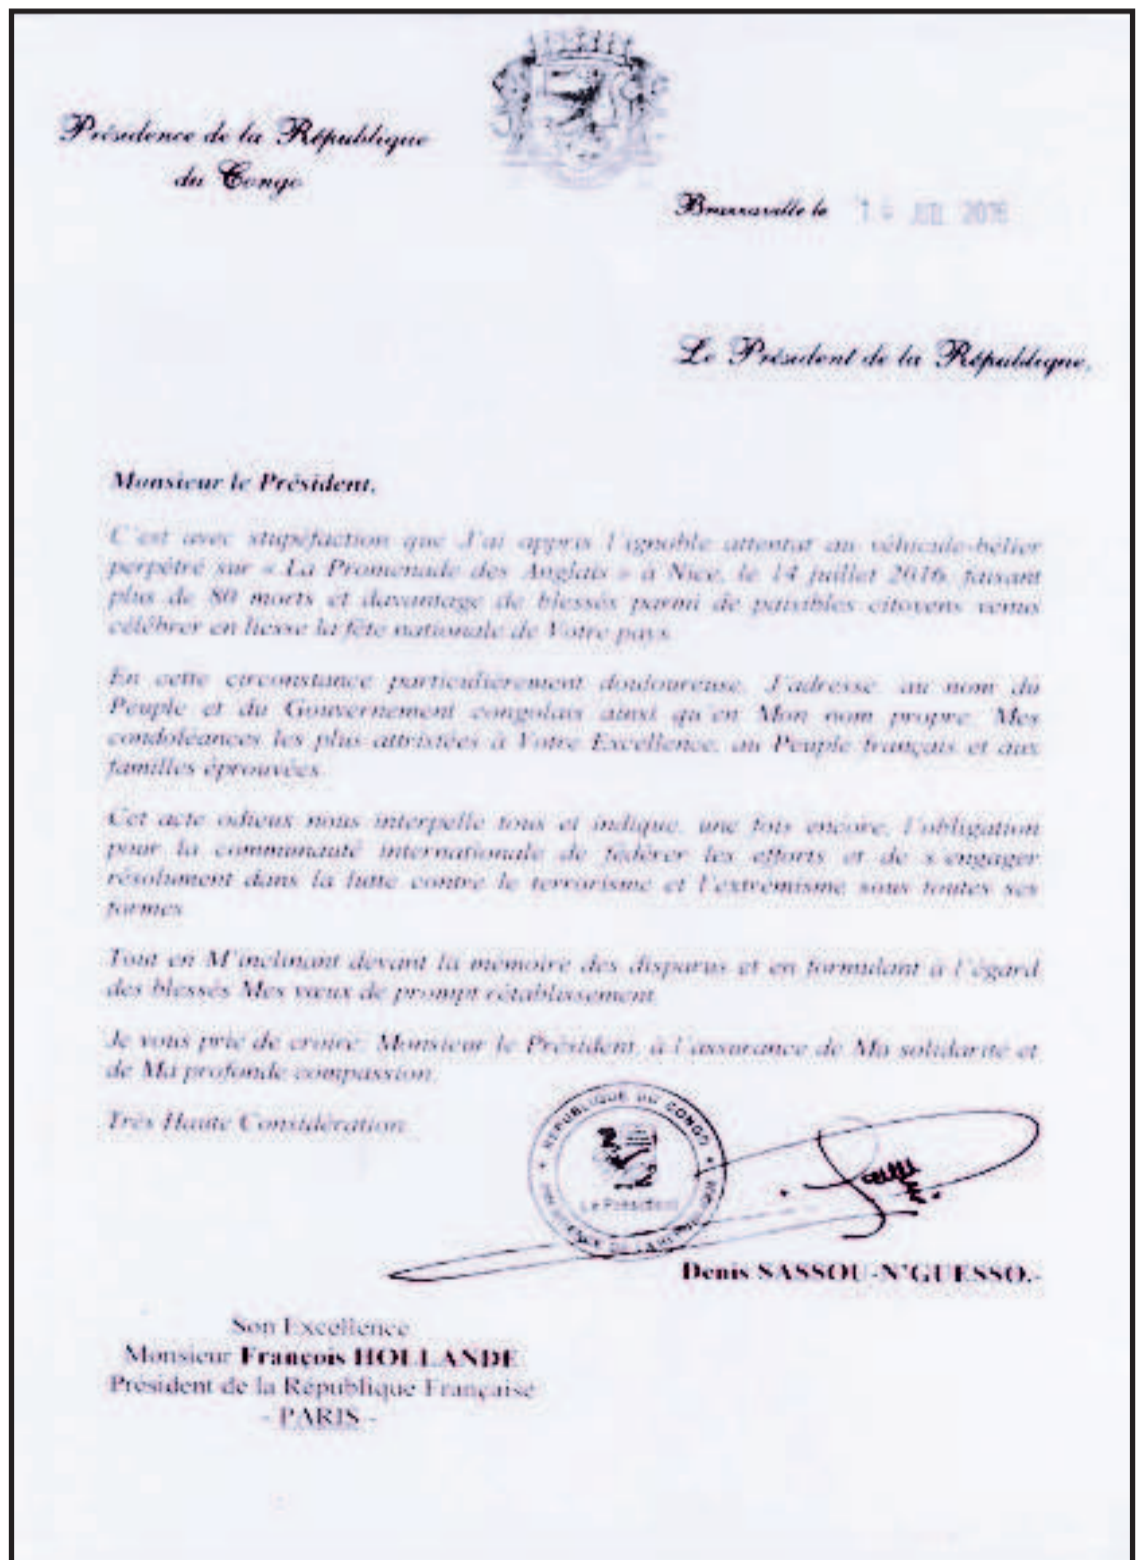 Présidence de la République
du Congo
Brazzaville le JUIL 2016
Le Président de la République,
Monsieur le Président,
C'est avec stupéfaction que J'ai appris l'ignoble attentat au véhicule-bélier
perpétré sur « La Promenade des Anglais » à Nice, le 14 juillet 2016, faisant
plus de 80 morts et davantage de blessés parmi de paisibles citoyens venus
célébrer en liesse la fête nationale de Votre pays.
En cette circonstance particulièrement douloureuse, J'adresse, au nom du
Peuple et du Gouvernement congolais ainsi qu'en Mon nom propre, Mes
condoléances les plus attristées à Votre Excellence, au Peuple français et aux
familles éprouvées.
Cet acte odieux nous interpelle tous et indique, une fois encore, l'obligation
pour la communauté internationale de fédérer les efforts et de s'engager
résolument dans la lutte contre le terrorisme et l'extrémisme sous toutes ses
formes.
Tout en M'inclinant devant la mémoire des disparus et en formulant à l'égard
des blessés Mes vœux de prompt rétablissement.
Je vous prie de croire, Monsieur le Président, à l'assurance de Ma solidarité et
de Ma profonde compassion.
Très Haute Considération.
REPUBLIQUE DU CONGO
Le Président
Denis SASSOU-N'GUESSO.-
Son Excellence
Monsieur François HOLLANDE
Président de la République Française
- PARIS -